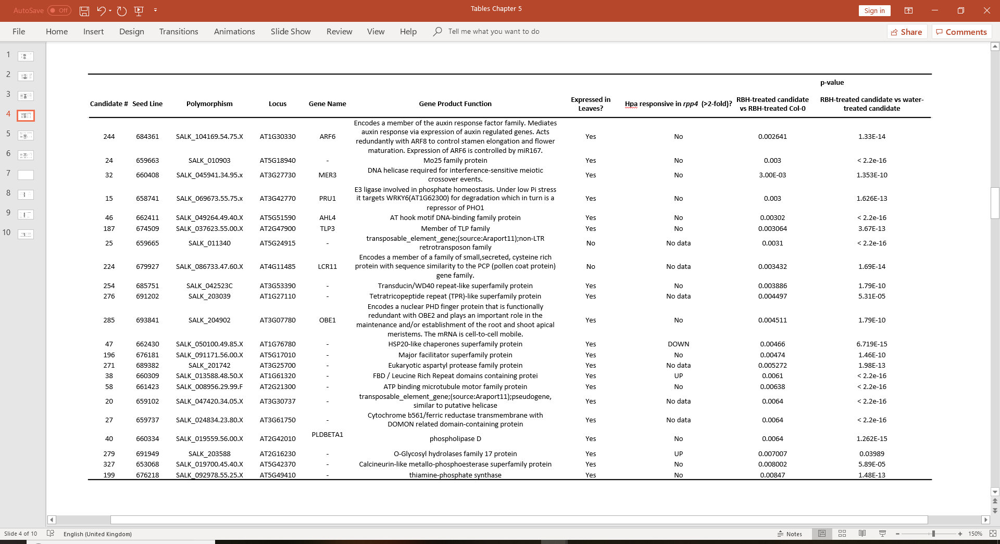 AutoSave Off
Tables Chapter 5
Sign in
File Home Insert Design Transitions Animations Slide Show Review View Help Tell me what you want to do Share Comments
1
2
3
4
5
6
7
8
9
10
p-value
Candidate # Seed Line Polymorphism Locus Gene Name Gene Product Function Expressed in Leaves? Hpa responsive in rpp4 (>2-fold)? RBH-treated candidate vs RBH-treated Col-0 RBH-treated candidate vs water-treated candidate
Encodes a member of the auxin response factor family. Mediates
auxin response via expression of auxin regulated genes. Acts
244 684361 SALK_104169.54.75.X AT1G30330 ARF6 redundantly with ARF8 to control stamen elongation and flower Yes No 0.002641 1.33E-14
maturation. Expression of ARF6 is controlled by miR167.
24 659663 SALK_010903 AT5G18940 - Mo25 family protein Yes No 0.003 < 2.2e-16
DNA helicase required for interference-sensitive meiotic
32 660408 SALK_045941.34.95.x AT3G27730 MER3 crossover events. Yes No 3.00E-03 1.353E-10
E3 ligase involved in phosphate homeostasis. Under low Pi stress
15 658741 SALK_069673.55.75.x AT3G42770 PRU1 it targets WRKY6(AT1G62300) for degradation which in turn is a Yes No 0.003 1.626E-13
repressor of PHO1
46 662411 SALK_049264.49.40.X AT5G51590 AHL4 AT hook motif DNA-binding family protein Yes No 0.00302 < 2.2e-16
187 674509 SALK_037623.55.00.X AT2G47900 TLP3 Member of TLP family Yes No 0.003064 3.67E-13
transposable_element_gene;(source:Araport11);non-LTR
25 659665 SALK_011340 AT5G24915 - retrotransposon family No No data 0.0031 < 2.2e-16
Encodes a member of a family of small,secreted, cysteine rich
224 679927 SALK_086733.47.60.X AT4G11485 LCR11 protein with sequence similarity to the PCP (pollen coat protein) No No data 0.003432 1.69E-14
gene family.
254 685751 SALK_042523C AT3G53390 - Transducin/WD40 repeat-like superfamily protein Yes No 0.003886 1.79E-10
276 691202 SALK_203039 AT1G27110 - Tetratricopeptide repeat (TPR)-like superfamily protein Yes No data 0.004497 5.31E-05
Encodes a nuclear PHD finger protein that is functionally
redundant with OBE2 and plays an important role in the
285 693841 SALK_204902 AT3G07780 OBE1 maintenance and/or establishment of the root and shoot apical Yes No 0.004511 1.79E-10
meristems. The mRNA is cell-to-cell mobile.
47 662430 SALK_050100.49.85.X AT1G76780 - HSP20-like chaperones superfamily protein Yes DOWN 0.00466 6.719E-15
196 676181 SALK_091171.56.00.X AT5G17010 - Major facilitator superfamily protein Yes No 0.00474 1.46E-10
271 689382 SALK_201742 AT3G25700 - Eukaryotic aspartyl protease family protein Yes No data 0.005272 1.98E-13
38 660309 SALK_013588.48.50.X AT1G61320 - FBD / Leucine Rich Repeat domains containing protei Yes UP 0.0061 < 2.2e-16
58 661423 SALK_008956.29.99.F AT2G21300 - ATP binding microtubule motor family protein Yes No 0.00638 < 2.2e-16
transposable_element_gene;(source:Araport11);pseudogene,
20 659102 SALK_047420.34.05.X AT3G30737 - similar to putative helicase Yes No data 0.0064 < 2.2e-16
Cytochrome b561/ferric reductase transmembrane with
27 659737 SALK_024834.23.80.X AT3G61750 - DOMON related domain-containing protein Yes No data 0.0064 < 2.2e-16
40 660334 SALK_019559.56.00.X AT2G42010 PLDBETA1 phospholipase D Yes No 0.0064 1.262E-15
279 691949 SALK_203588 AT2G16230 - O-Glycosyl hydrolases family 17 protein Yes UP 0.007007 0.03989
327 653068 SALK_019700.45.40.X AT5G42370 - Calcineurin-like metallo-phosphoesterase superfamily protein Yes No 0.008002 5.89E-05
199 676218 SALK_092978.55.25.X AT5G49410 - thiamine-phosphate synthase Yes No 0.00847 1.48E-13
Slide 4 of 10 English (United Kingdom) Notes 150%